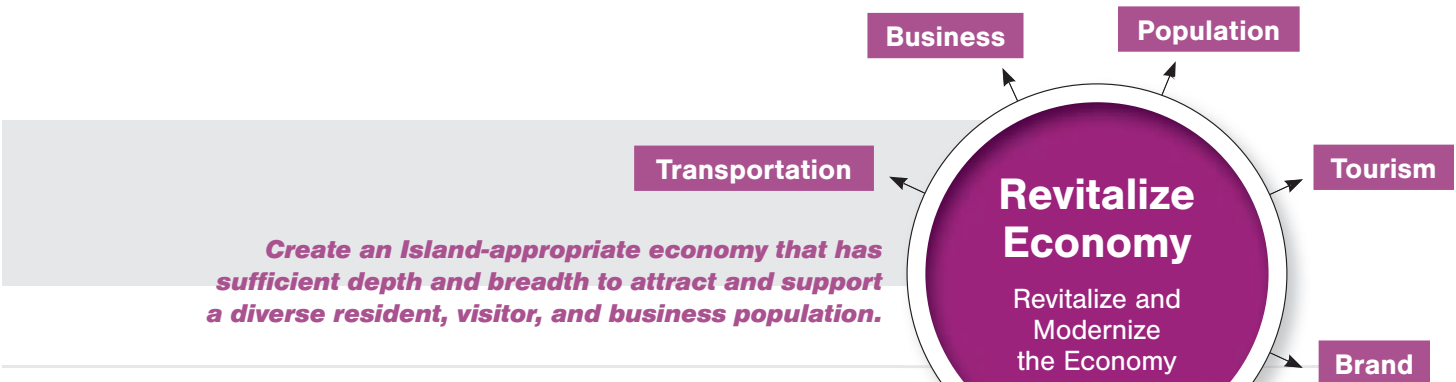 Business
Population
Transportation
Tourism
Revitalize
Economy
Create an Island-appropriate economy that has
sufficient depth and breadth to attract and support
a diverse resident, visitor, and business population.
Revitalize and
Modernize
the Economy
Brand